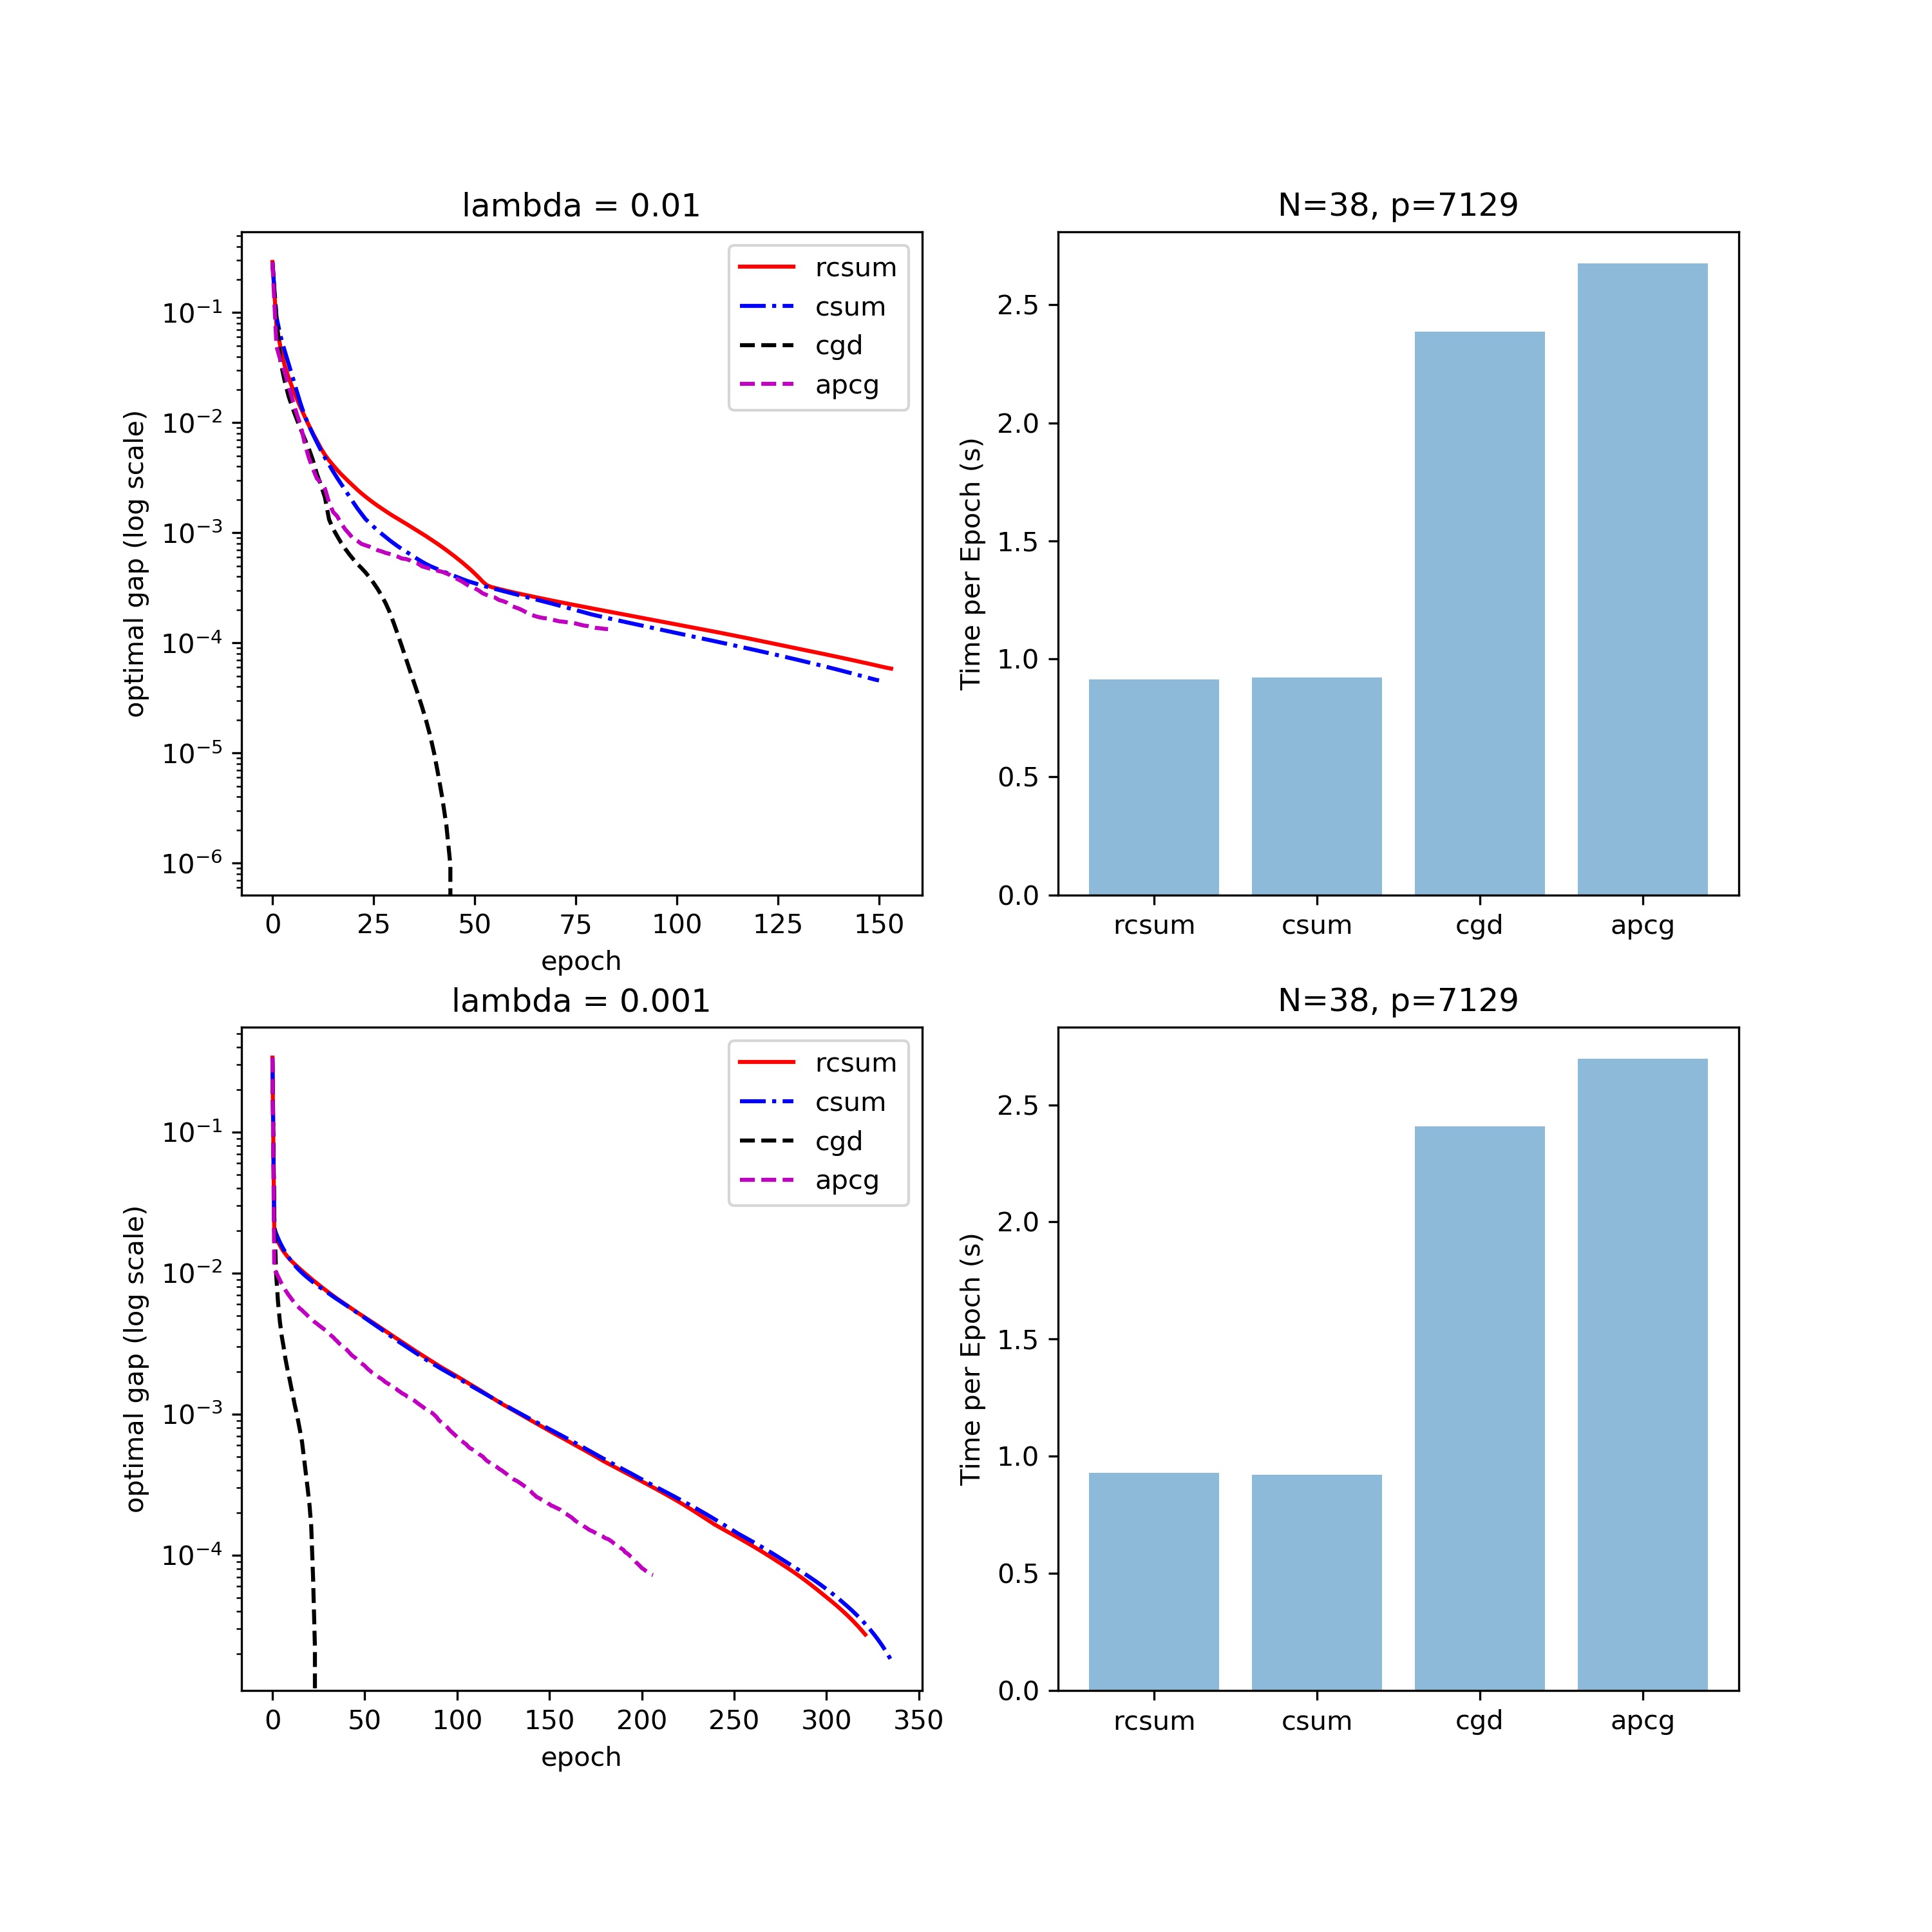 lambda = 0.01
optimal gap (log scale)
10⁻¹
10⁻²
10⁻³
10⁻⁴
10⁻⁵
10⁻⁶
rcsum
csum
cgd
apcg
0 25 50 75 100 125 150
epoch
N=38, p=7129
Time per Epoch (s)
2.5
2.0
1.5
1.0
0.5
0.0
rcsum csum cgd apcg
lambda = 0.001
optimal gap (log scale)
10⁻¹
10⁻²
10⁻³
10⁻⁴
rcsum
csum
cgd
apcg
0 50 100 150 200 250 300 350
epoch
N=38, p=7129
Time per Epoch (s)
2.5
2.0
1.5
1.0
0.5
0.0
rcsum csum cgd apcg